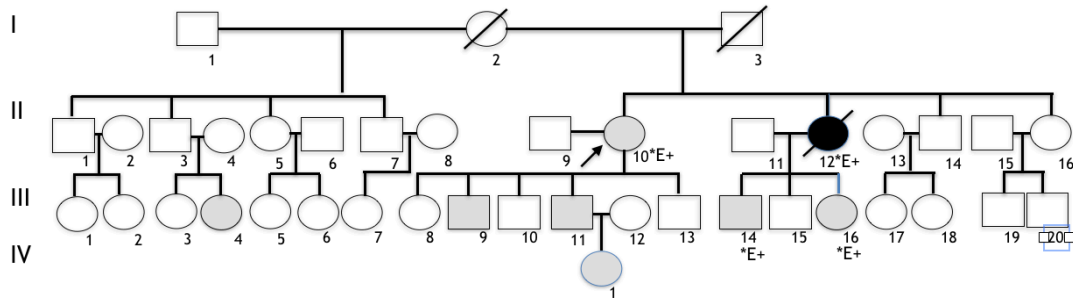 I
1 2 3
II
1 2 3 4 5 6 7 8 9 10*E+ 11 12*E+ 13 14 15 16
III
1 2 3 4 5 6 7 8 9 10 11 12 13 14 15 16 17 18 19 20
*E+ *E+
IV
1